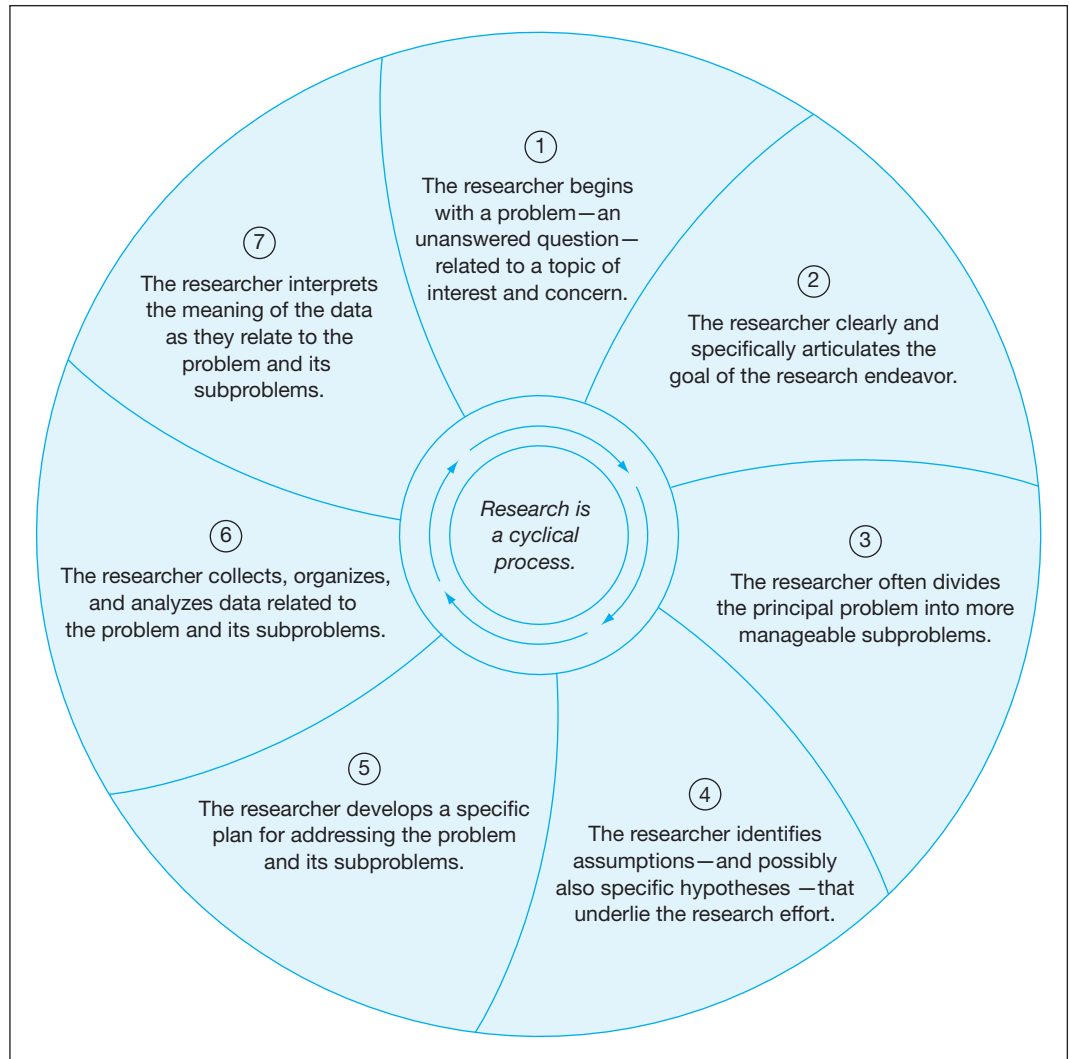 1
The researcher begins
with a problem—an
unanswered question—
related to a topic of
interest and concern.
2
The researcher clearly and
specifically articulates the
goal of the research endeavor.
3
The researcher often divides
the principal problem into more
manageable subproblems.
4
The researcher identifies
assumptions—and possibly
also specific hypotheses —that
underlie the research effort.
5
The researcher develops a specific
plan for addressing the problem
and its subproblems.
6
The researcher collects, organizes,
and analyzes data related to
the problem and its subproblems.
7
The researcher interprets
the meaning of the data
as they relate to the
problem and its
subproblems.
Research is
a cyclical
process.